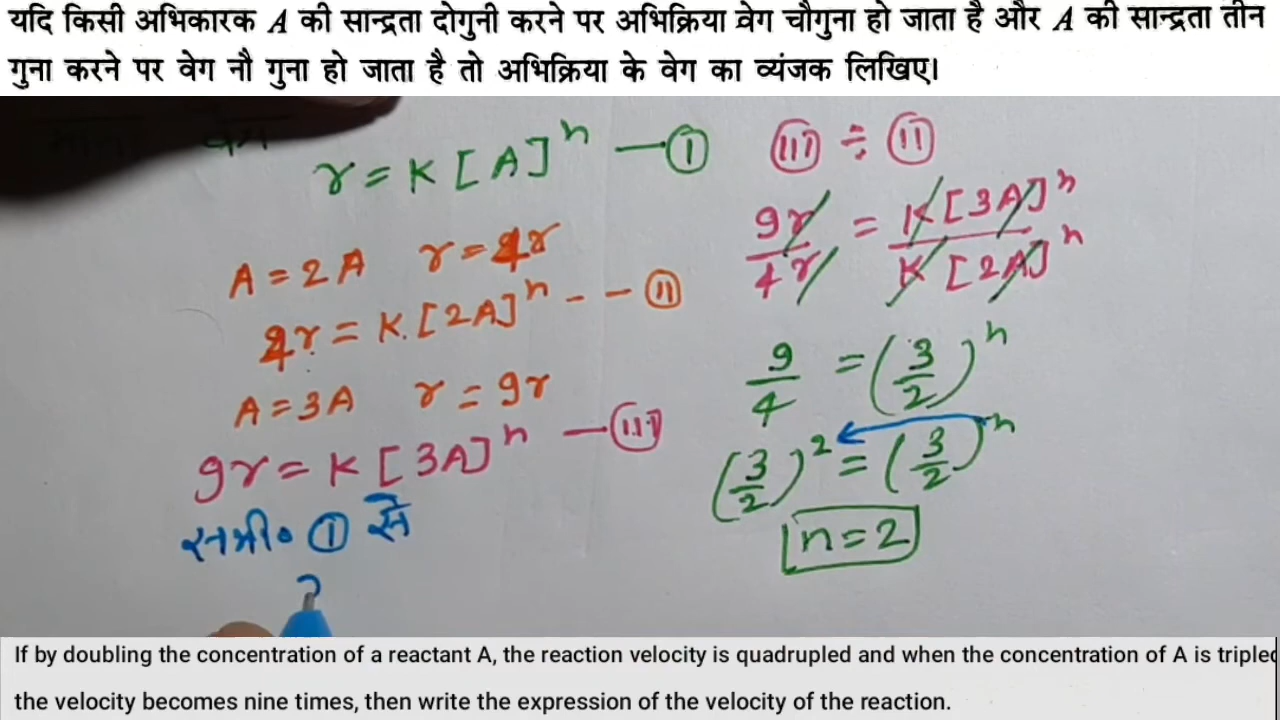 यदि किसी अभिकारक A की सान्द्रता दोगुनी करने पर अभिक्रिया वेग चौगुना हो जाता है और A की सान्द्रता तीन
गुना करने पर वेग नौ गुना हो जाता है तो अभिक्रिया के वेग का व्यंजक लिखिए।
r = K [A]^n — (I)
A = 2A r = 4r
4r = K. [2A]^n - - (II)
A = 3A r = 9r
9r = K [3A]^n — (III)
समी० (I) से
(III) ÷ (II)
9r/4r = K [3A]^n / K [2A]^n
9/4 = (3/2)^n
(3/2)^2 = (3/2)^n
n = 2
If by doubling the concentration of a reactant A, the reaction velocity is quadrupled and when the concentration of A is tripled
the velocity becomes nine times, then write the expression of the velocity of the reaction.